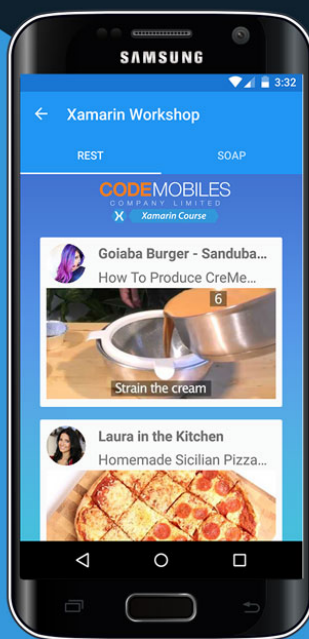 SAMSUNG
3:32
Xamarin Workshop
REST
SOAP
CODEMOBILES
COMPANY LIMITED
X Xamarin Course
Goiaba Burger - Sanduba...
How To Produce CreMe...
6
Strain the cream
Laura in the Kitchen
Homemade Sicilian Pizza...